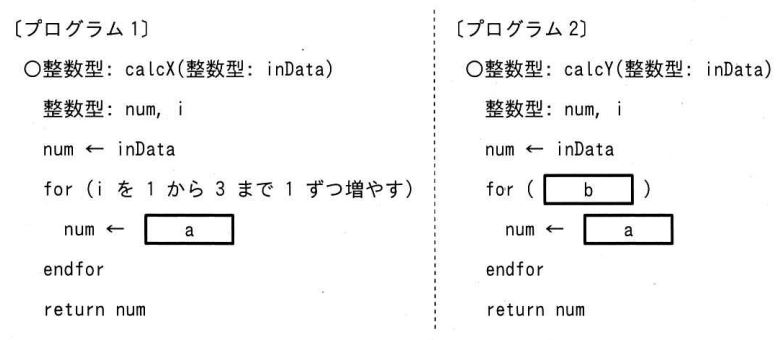 〔プログラム1〕
○整数型: calcX(整数型: inData)
整数型: num, i
num ← inData
for (i を 1 から 3 まで 1 ずつ増やす)
num ← a
endfor
return num
〔プログラム2〕
○整数型: calcY(整数型: inData)
整数型: num, i
num ← inData
for ( b )
num ← a
endfor
return num